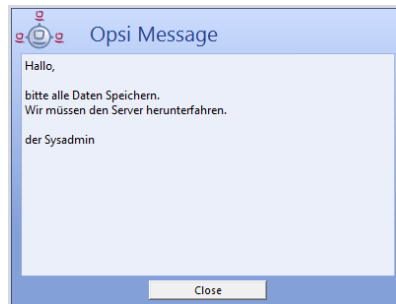 Opsi Message
Hallo,
bitte alle Daten Speichern.
Wir müssen den Server herunterfahren.
der Sysadmin
Close